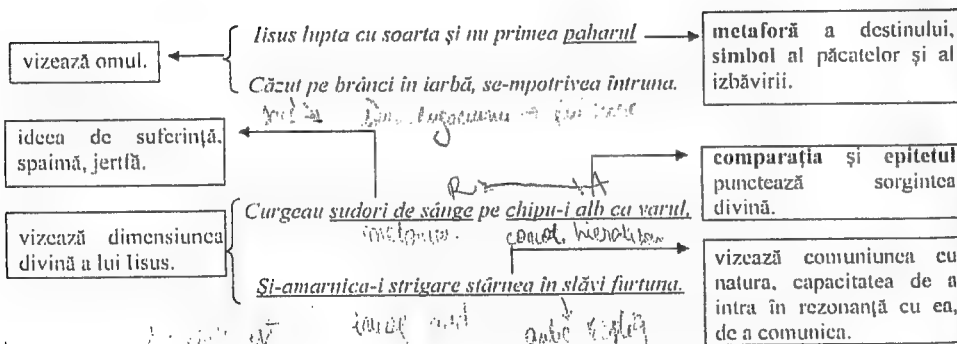 Iisus lupta cu soarta și nu primea paharul
metaforă a destinului,
simbol al păcatelor și al
izbăvirii.
vizează omul.
Căzut pe brânci în iarbă, se-mpotrivea întruna.
ideea de suferință,
spaimă, jertfă.
comparația și epitetul
punctează sorgintea
divină.
R A
Curgeau sudori de sânge pe chipu-i alb ca varul,
vizează dimensiunea
divină a lui Iisus.
vizează comuniunea cu
natura, capacitatea de a
intra în rezonanță cu ea,
de a comunica.
Și-amarnica-i strigare stârnea în slăvi furtuna.